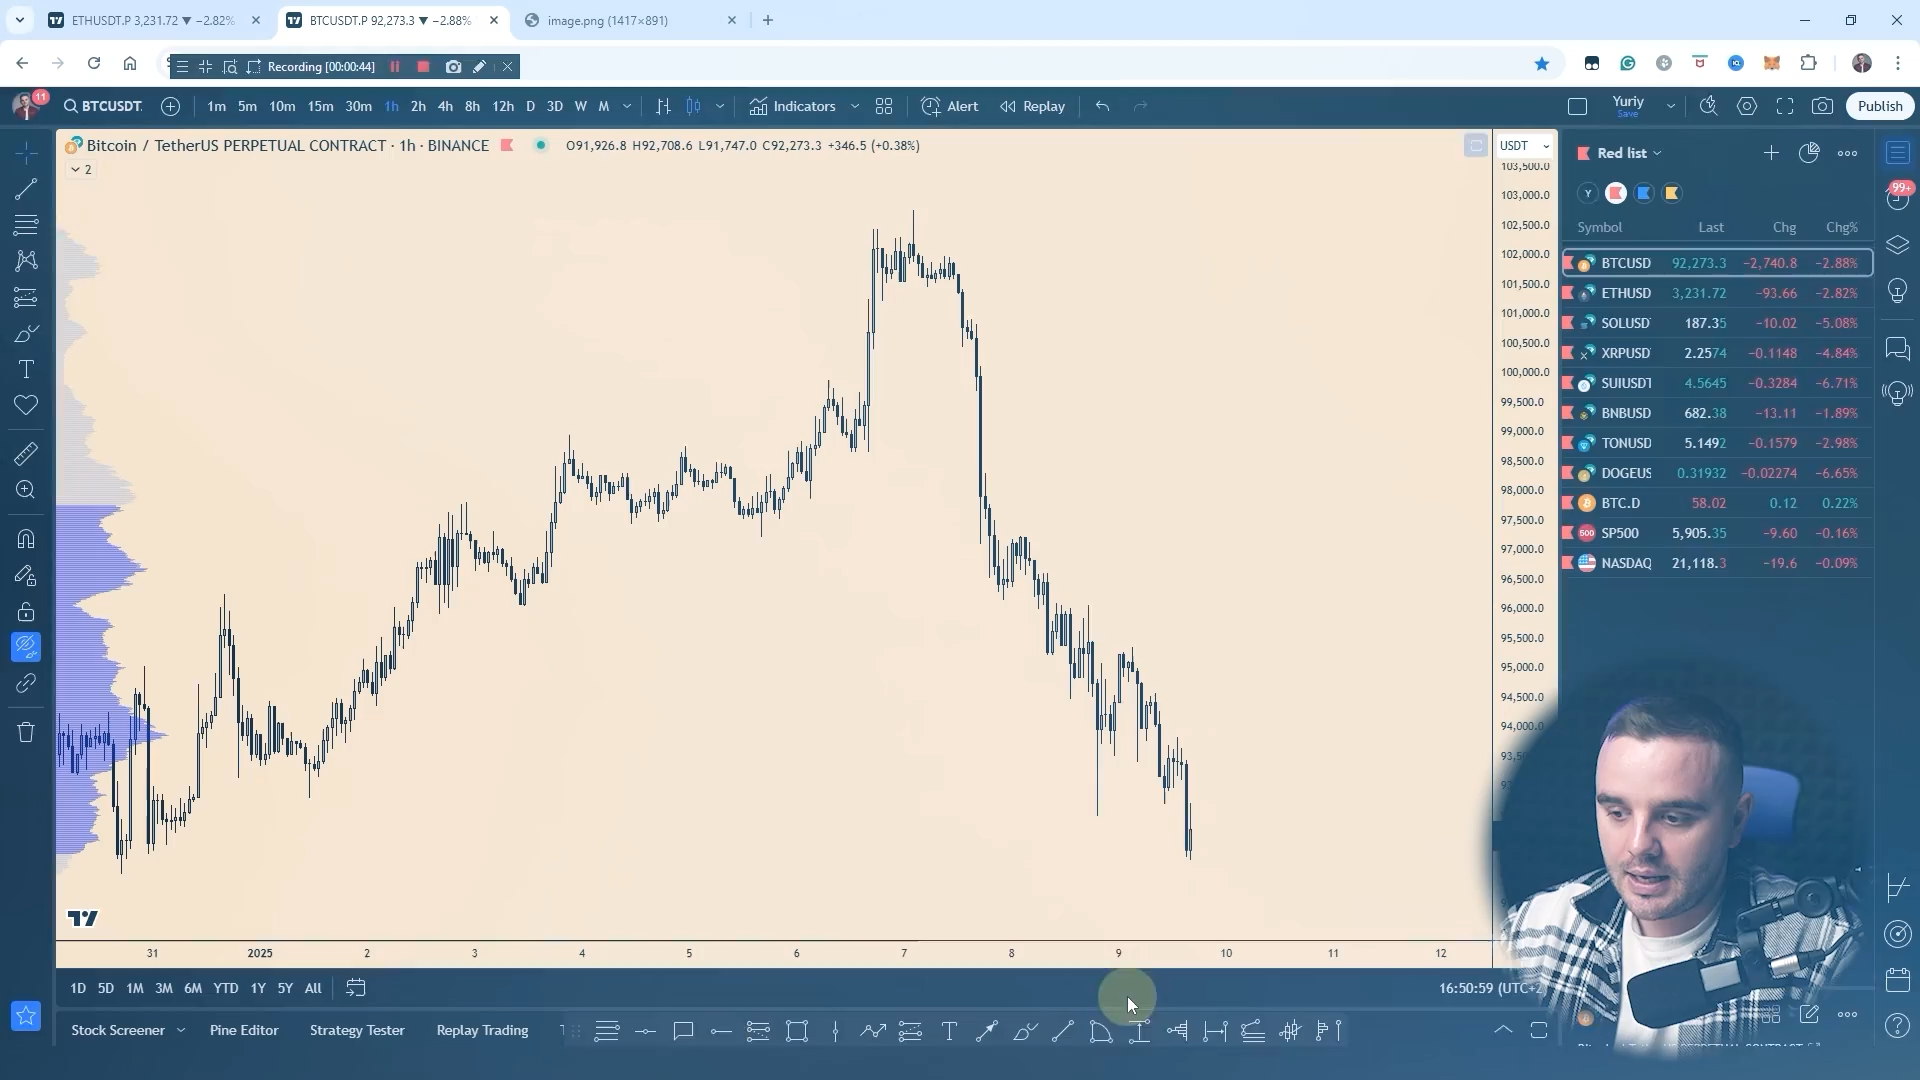 ETHUSDT.P 3,231.72 ▼ −2.82%
BTCUSDT.P 92,273.3 ▼ −2.88%
image.png (1417×891)
Recording [00:00:44]
11
BTCUSDT.
1m 5m 10m 15m 30m 1h 2h 4h 8h 12h D 3D W M
Indicators
Alert
Replay
Yuriy
Save
Publish
Bitcoin / TetherUS PERPETUAL CONTRACT · 1h · BINANCE
O91,926.8 H92,708.6 L91,747.0 C92,273.3 +346.5 (+0.38%)
2
USDT
103,500.0
103,000.0
102,500.0
102,000.0
101,500.0
101,000.0
100,500.0
100,000.0
99,500.0
99,000.0
98,500.0
98,000.0
97,500.0
97,000.0
96,500.0
96,000.0
95,500.0
95,000.0
94,500.0
94,000.0
Red list
Y
99+
Symbol Last Chg Chg%
BTCUSD 92,273.3 −2,740.8 −2.88%
ETHUSD 3,231.72 −93.66 −2.82%
SOLUSD 187.35 −10.02 −5.08%
XRPUSD 2.2574 −0.1148 −4.84%
SUIUSDT 4.5645 −0.3284 −6.71%
BNBUSD 682.38 −13.11 −1.89%
TONUSD 5.1492 −0.1579 −2.98%
DOGEUS 0.31932 −0.02274 −6.65%
BTC.D 58.02 0.12 0.22%
500 SP500 5,905.35 −9.60 −0.16%
NASDAQ 21,118.3 −19.6 −0.09%
31 2025 2 3 4 5 6 7 8 9 10 11 12
1D 5D 1M 3M 6M YTD 1Y 5Y All
16:50:59 (UTC+2
Stock Screener Pine Editor Strategy Tester Replay Trading